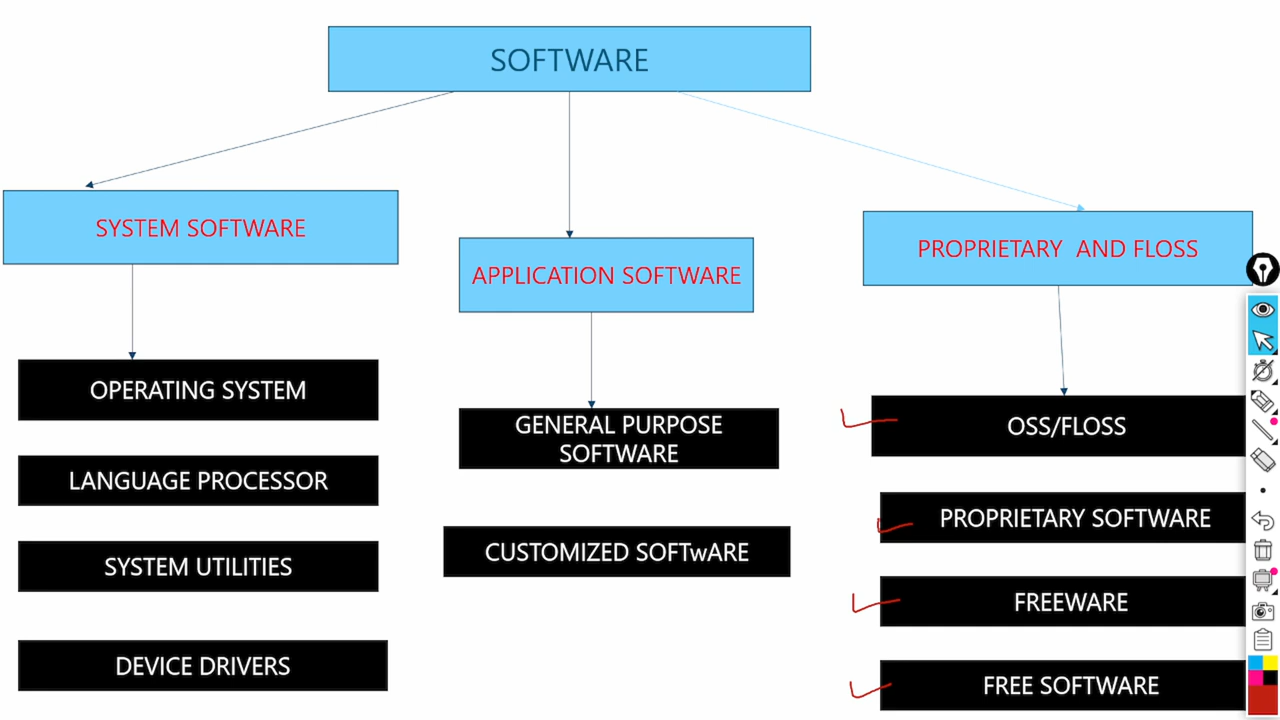 SOFTWARE
SYSTEM SOFTWARE
APPLICATION SOFTWARE
PROPRIETARY AND FLOSS
OPERATING SYSTEM
LANGUAGE PROCESSOR
SYSTEM UTILITIES
DEVICE DRIVERS
GENERAL PURPOSE
SOFTWARE
CUSTOMIZED SOFTwARE
OSS/FLOSS
PROPRIETARY SOFTWARE
FREEWARE
FREE SOFTWARE